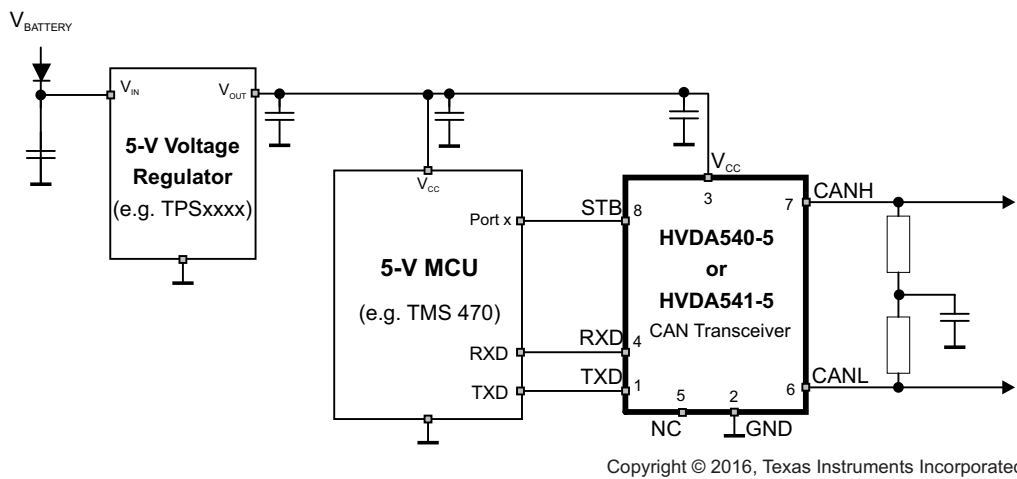 VBATTERY
VIN
VOUT
5-V Voltage
Regulator
(e.g. TPSxxxx)
VCC
Port x
5-V MCU
(e.g. TMS 470)
RXD
TXD
STB
RXD
TXD
VCC
3
8
7
CANH
HVDA540-5
or
HVDA541-5
CAN Transceiver
4
1
5
2
6
CANL
NC
GND
Copyright © 2016, Texas Instruments Incorporated